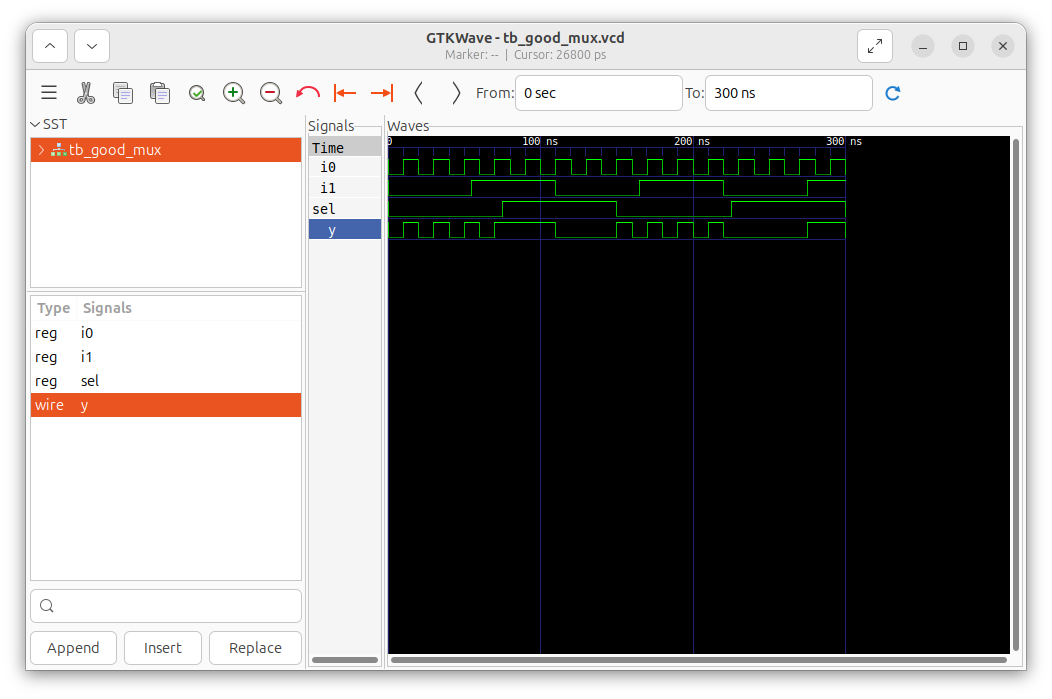 GTKWave - tb_good_mux.vcd
Marker: -- | Cursor: 26800 ps
From: 0 sec To: 300 ns
SST
tb_good_mux
Type Signals
reg i0
reg i1
reg sel
wire y
Append Insert Replace
Signals
Time
i0
i1
sel
y
Waves
0 100 ns 200 ns 300 ns